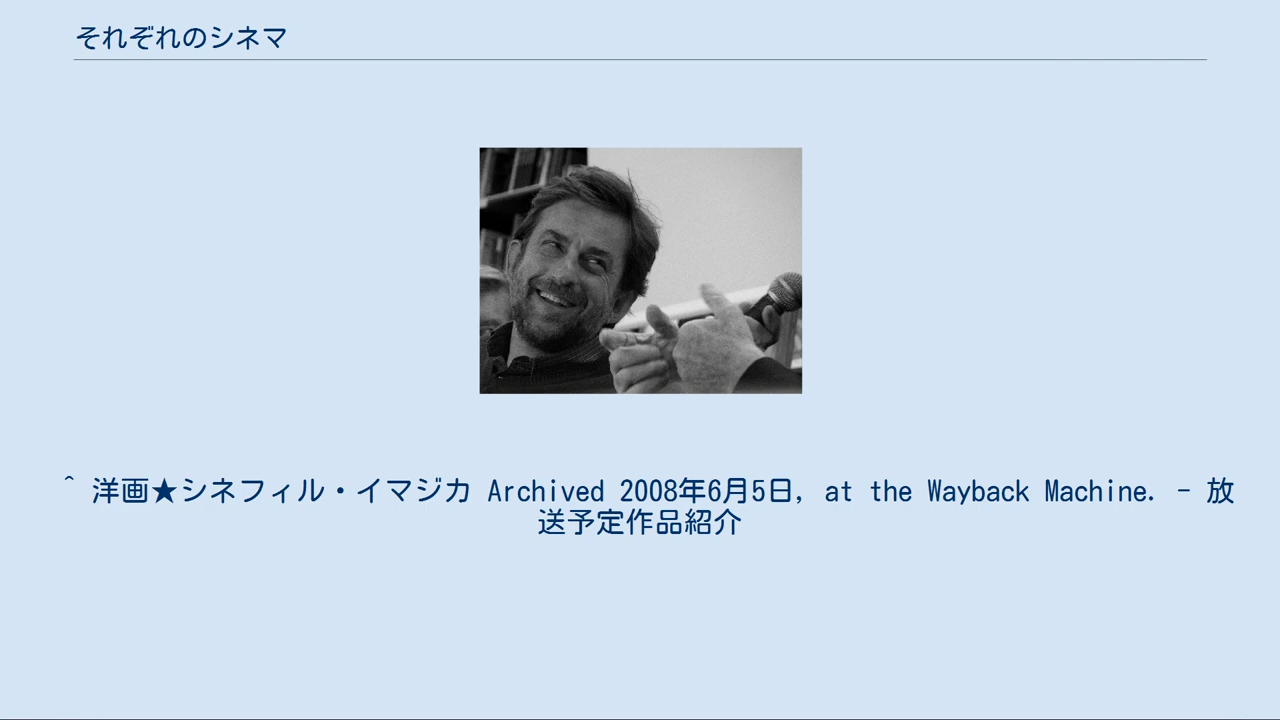 それぞれのシネマ
^ 洋画★シネフィル・イマジカ Archived 2008年6月5日, at the Wayback Machine. - 放
送予定作品紹介